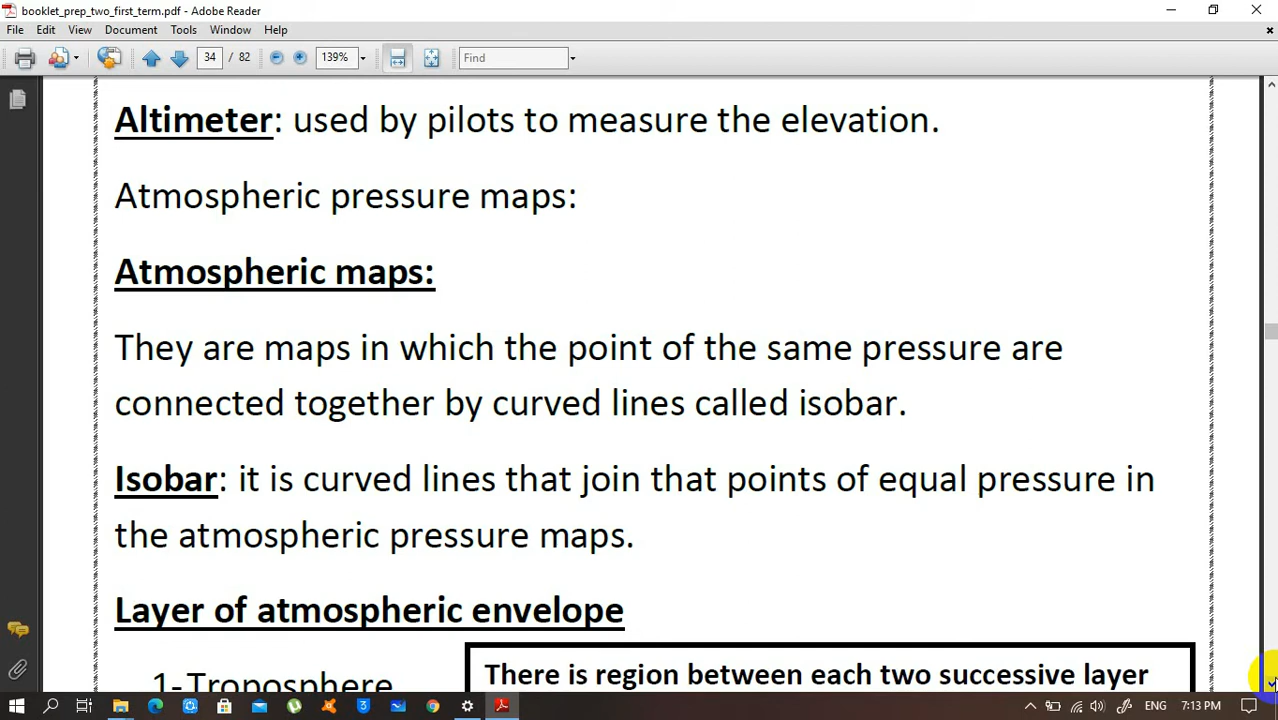 booklet_prep_two_first_term.pdf - Adobe Reader
File Edit View Document Tools Window Help
34 / 82 139% Find
Altimeter: used by pilots to measure the elevation.
Atmospheric pressure maps:
Atmospheric maps:
They are maps in which the point of the same pressure are
connected together by curved lines called isobar.
Isobar: it is curved lines that join that points of equal pressure in
the atmospheric pressure maps.
Layer of atmospheric envelope
1-Troposphere
There is region between each two successive layer
ENG 7:13 PM